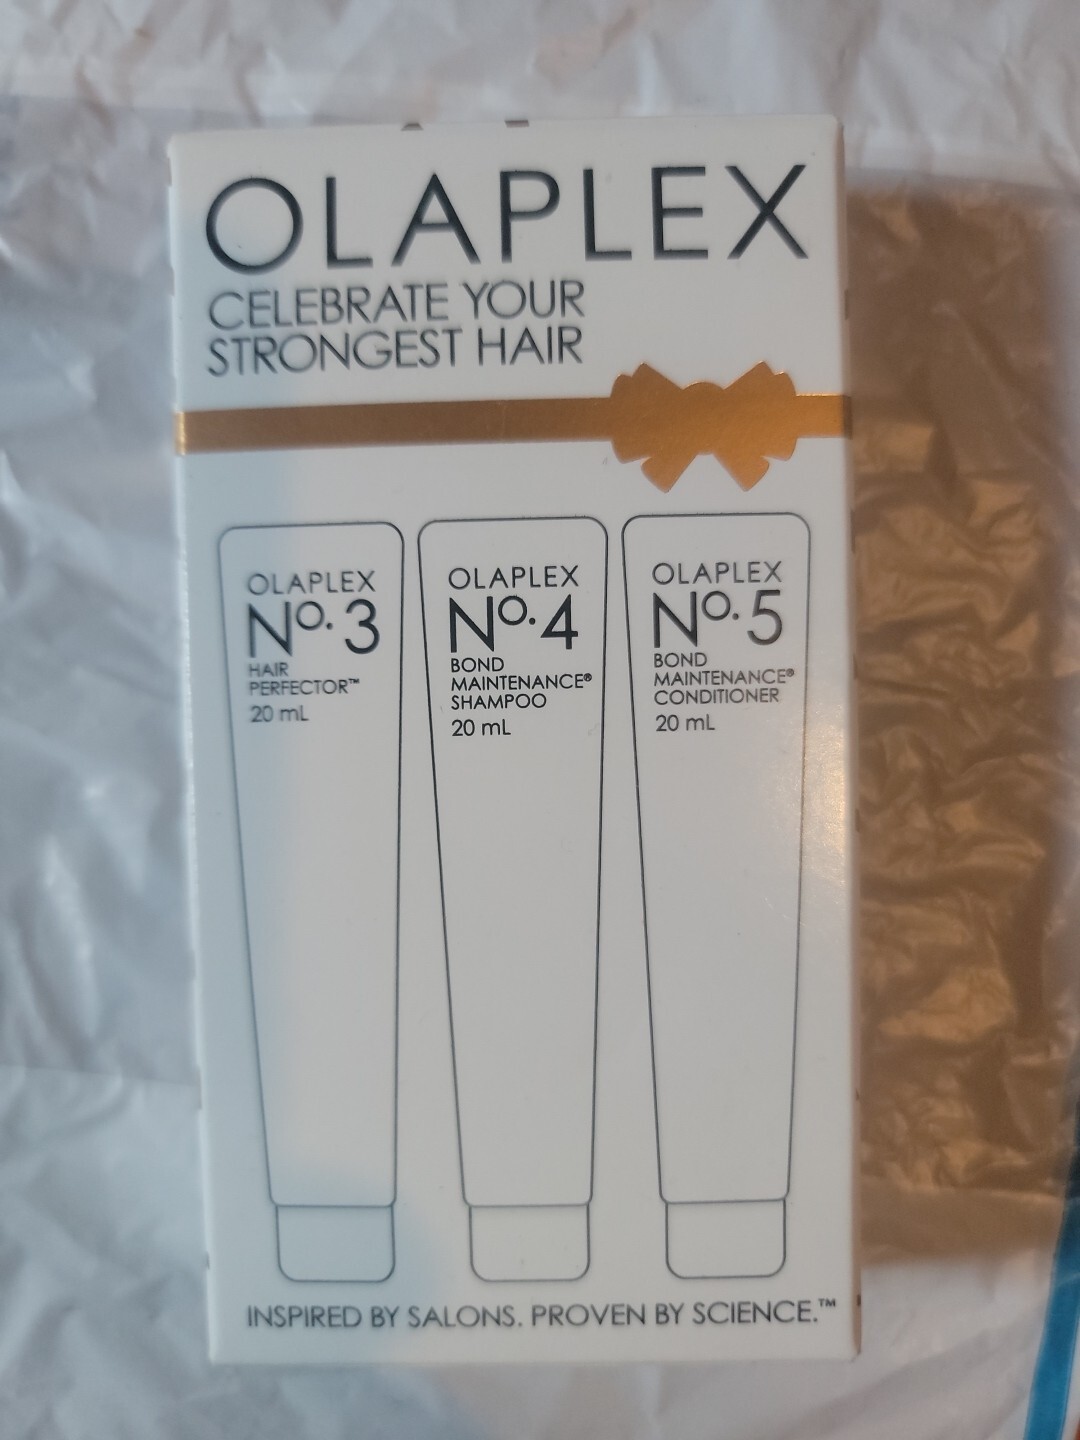 OLAPLEX
CELEBRATE YOUR
STRONGEST HAIR
OLAPLEX
No.3
HAIR
PERFECTOR™
20 mL
OLAPLEX
No.4
BOND
MAINTENANCE®
SHAMPOO
20 mL
OLAPLEX
No.5
BOND
MAINTENANCE®
CONDITIONER
20 mL
INSPIRED BY SALONS. PROVEN BY SCIENCE.™